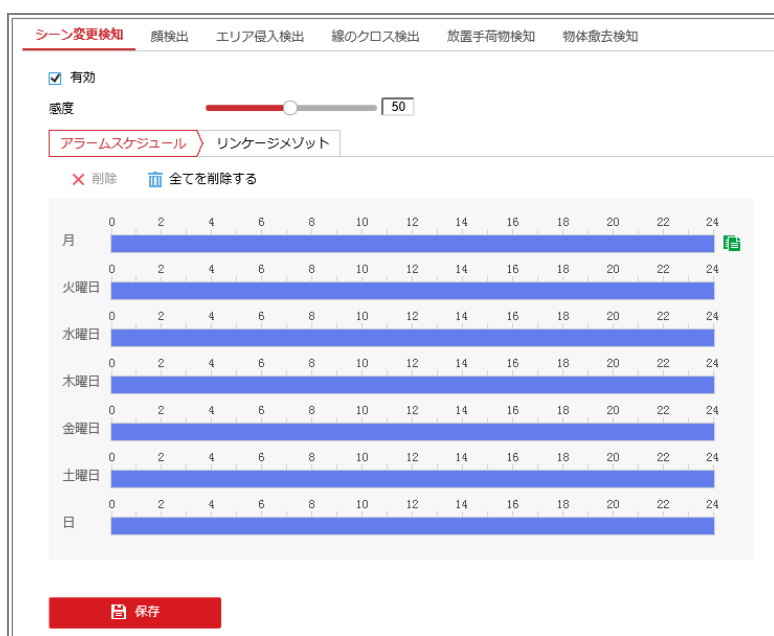 シーン変更検知 顔検出 エリア侵入検出 線のクロス検出 放置手荷物検知 物体撤去検知
有効
感度 50
アラームスケジュール リンケージメゾット
削除 全てを削除する
0 2 4 6 8 10 12 14 16 18 20 22 24
月
0 2 4 6 8 10 12 14 16 18 20 22 24
火曜日
0 2 4 6 8 10 12 14 16 18 20 22 24
水曜日
0 2 4 6 8 10 12 14 16 18 20 22 24
木曜日
0 2 4 6 8 10 12 14 16 18 20 22 24
金曜日
0 2 4 6 8 10 12 14 16 18 20 22 24
土曜日
0 2 4 6 8 10 12 14 16 18 20 22 24
日
保存